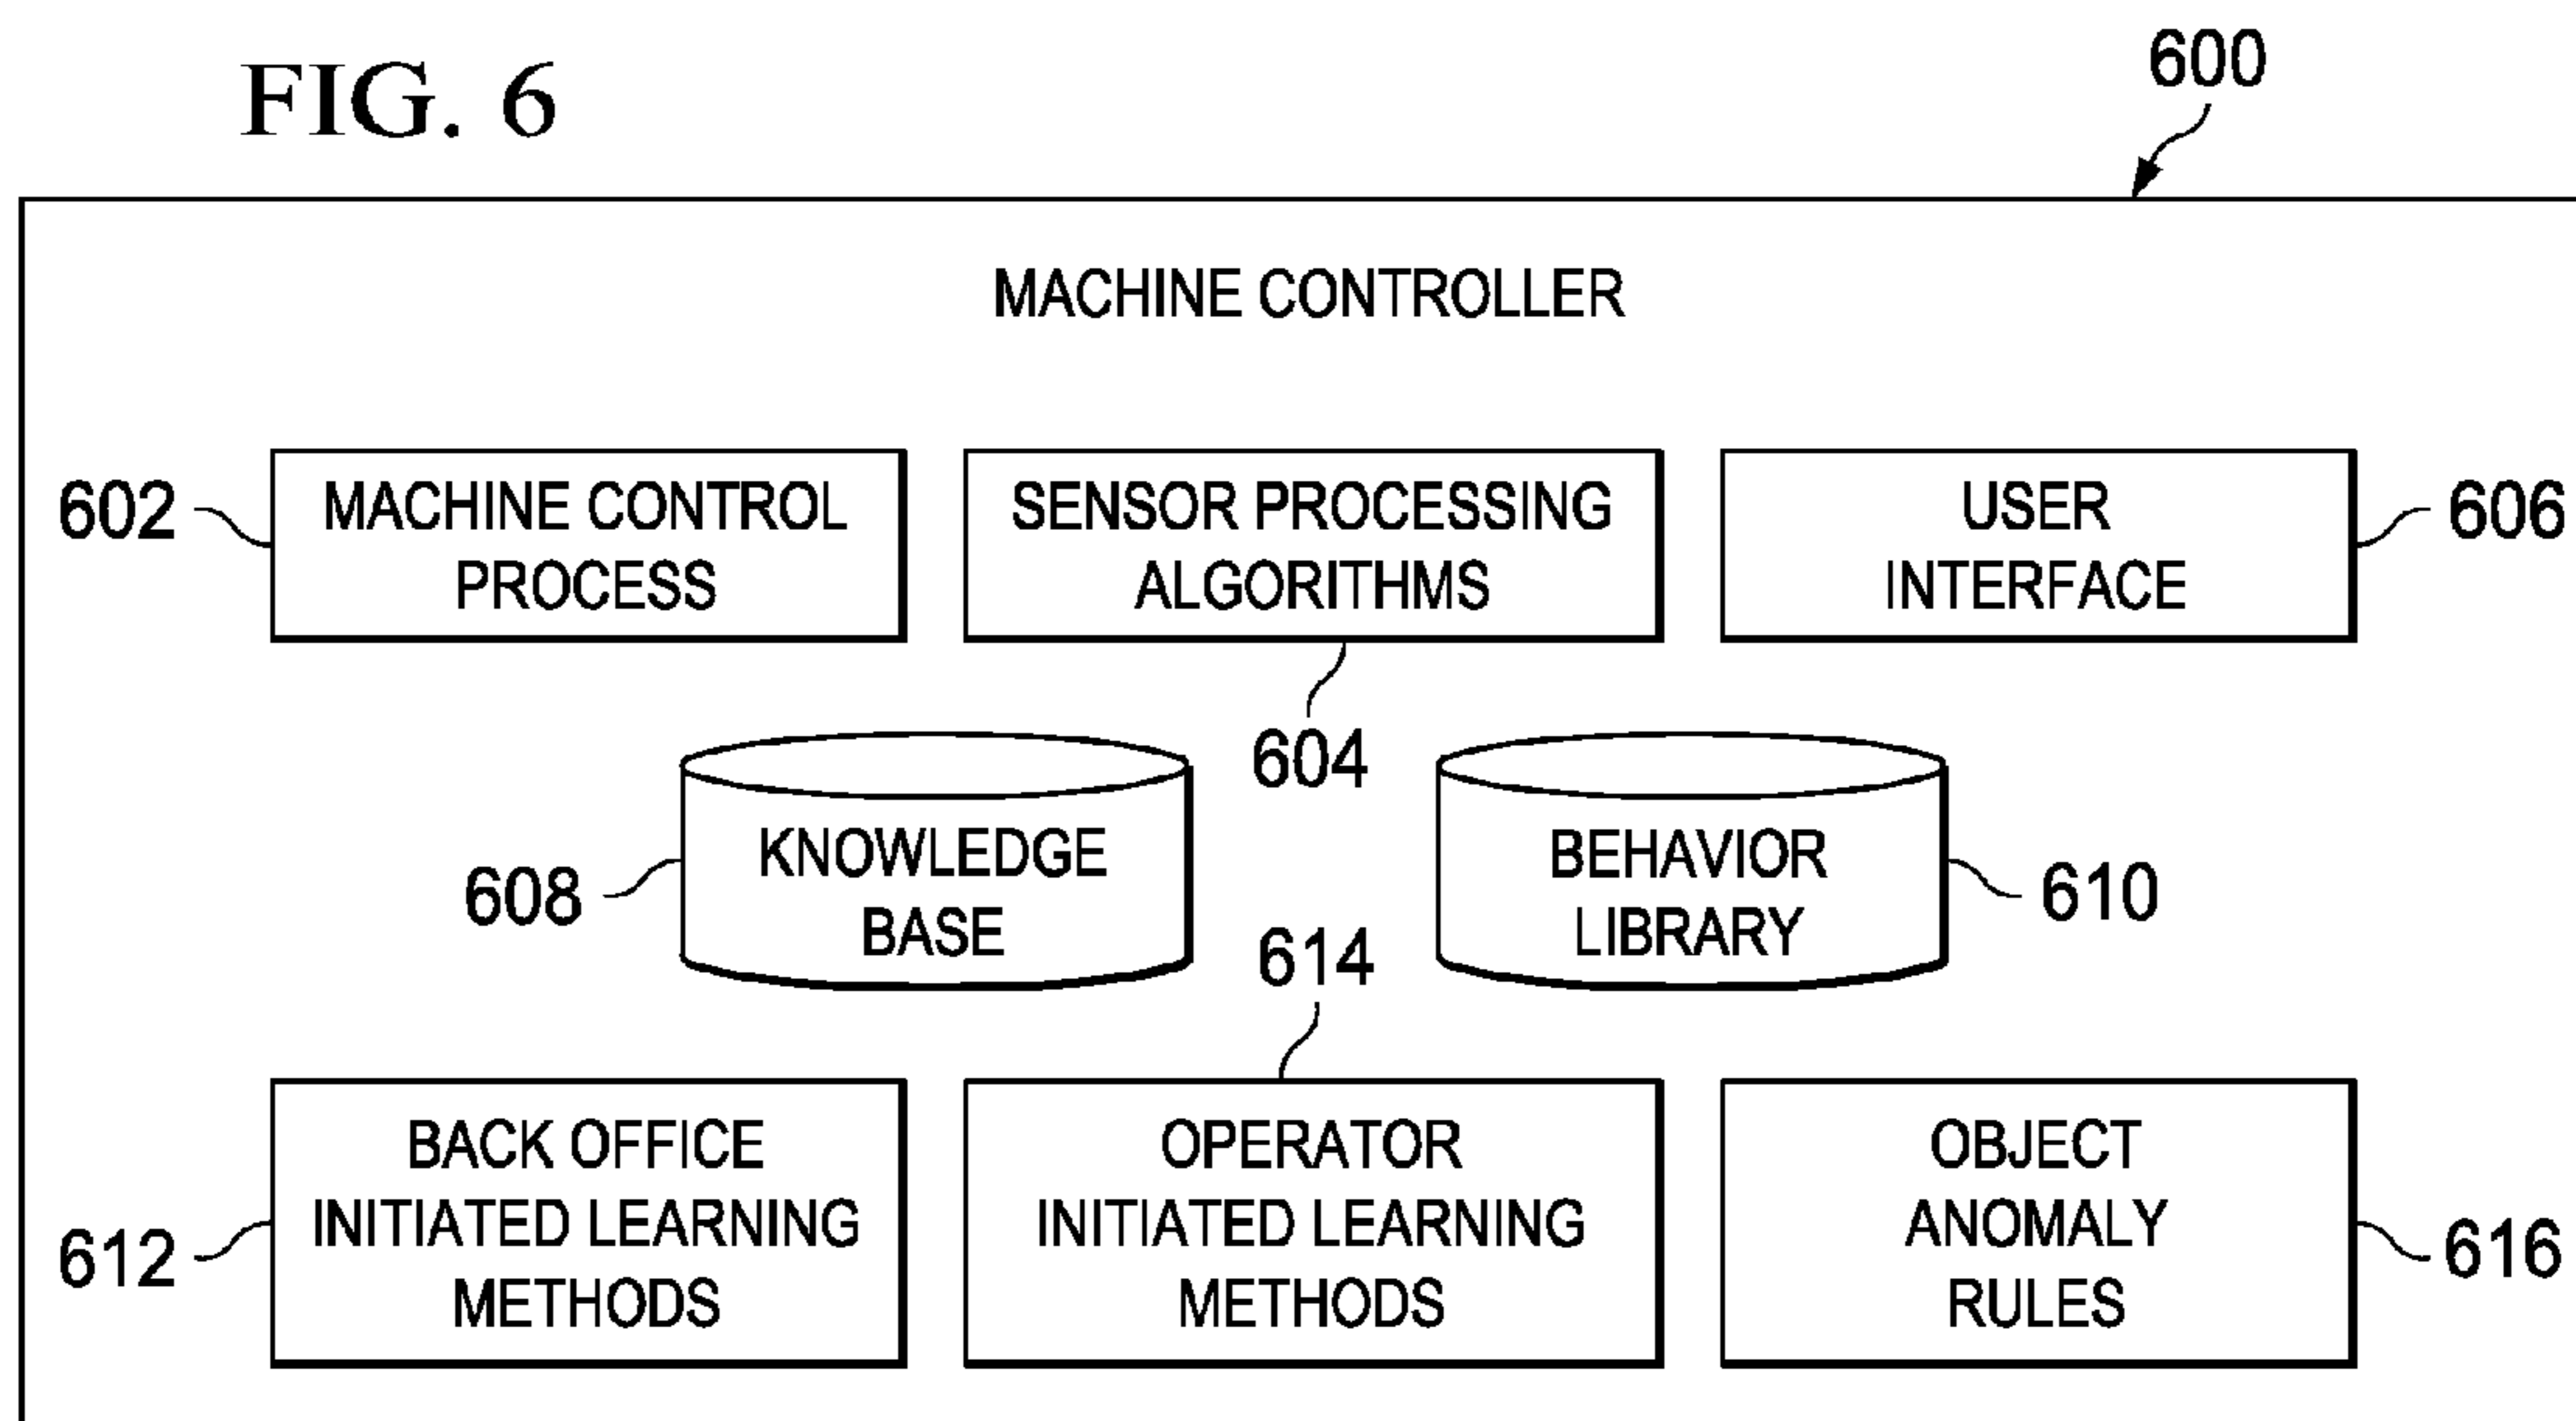 FIG. 6
600
MACHINE CONTROLLER
602
MACHINE CONTROL
PROCESS
SENSOR PROCESSING
ALGORITHMS
604
USER
INTERFACE
606
608
KNOWLEDGE
BASE
BEHAVIOR
LIBRARY
610
612
BACK OFFICE
INITIATED LEARNING
METHODS
614
OPERATOR
INITIATED LEARNING
METHODS
OBJECT
ANOMALY
RULES
616